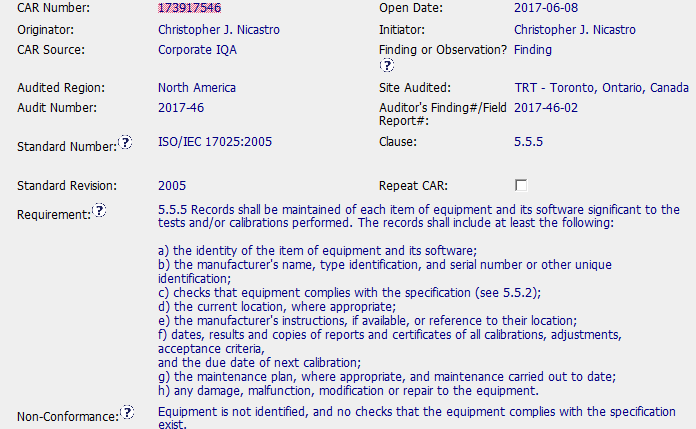 CAR Number: 173917546 Open Date: 2017-06-08
Originator: Christopher J. Nicastro Initiator: Christopher J. Nicastro
CAR Source: Corporate IQA Finding or Observation? Finding
?
Audited Region: North America Site Audited: TRT - Toronto, Ontario, Canada
Audit Number: 2017-46 Auditor's Finding#/Field 2017-46-02
Report#:
Standard Number: ? ISO/IEC 17025:2005 Clause: 5.5.5
Standard Revision: 2005 Repeat CAR:
Requirement: ? 5.5.5 Records shall be maintained of each item of equipment and its software significant to the
tests and/or calibrations performed. The records shall include at least the following:
a) the identity of the item of equipment and its software;
b) the manufacturer's name, type identification, and serial number or other unique
identification;
c) checks that equipment complies with the specification (see 5.5.2);
d) the current location, where appropriate;
e) the manufacturer's instructions, if available, or reference to their location;
f) dates, results and copies of reports and certificates of all calibrations, adjustments,
acceptance criteria,
and the due date of next calibration;
g) the maintenance plan, where appropriate, and maintenance carried out to date;
h) any damage, malfunction, modification or repair to the equipment.
Non-Conformance: ? Equipment is not identified, and no checks that the equipment complies with the specification
exist.